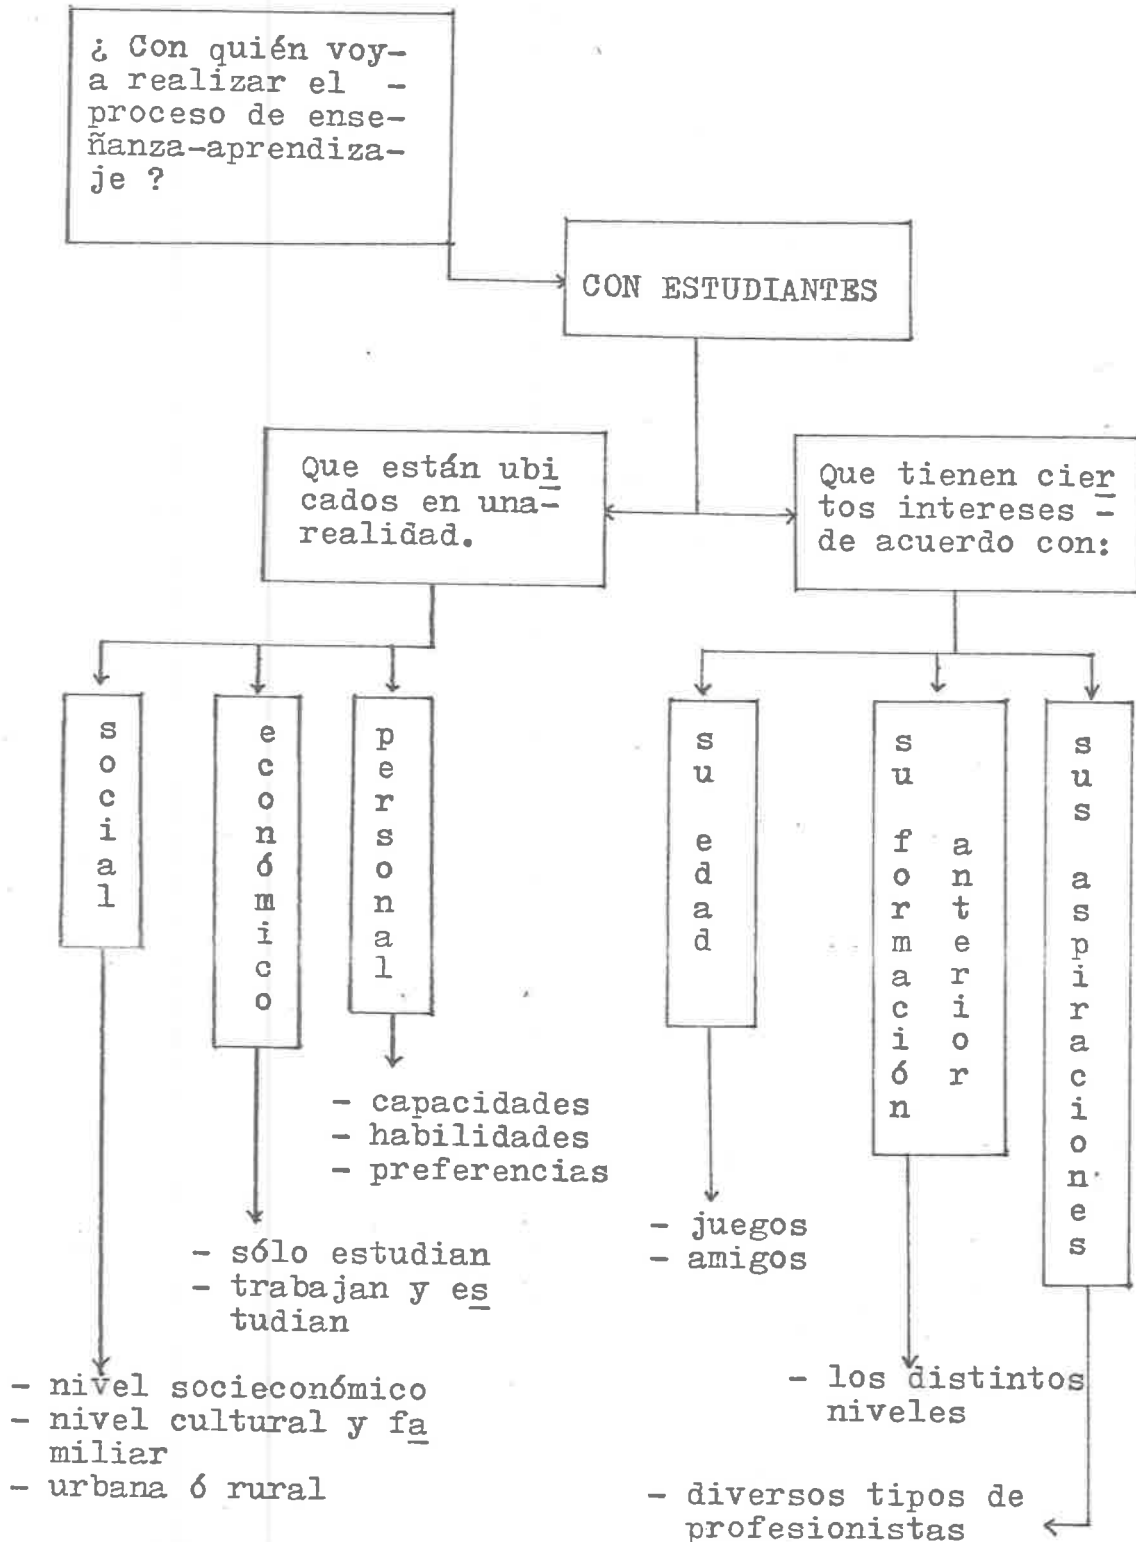 ¿ Con quién voy-
a realizar el -
proceso de ense-
ñanza-aprendiza-
je ?
CON ESTUDIANTES
Que están ubi
cados en una-
realidad.
Que tienen cier
tos intereses -
de acuerdo con:
social
económico
personal
su edad
su formación
anterior
sus aspiraciones
- capacidades
- habilidades
- preferencias
- juegos
- amigos
- sólo estudian
- trabajan y es
tudian
- nivel socieconómico
- nivel cultural y fa
miliar
- urbana ó rural
- los distintos
niveles
- diversos tipos de
profesionistas